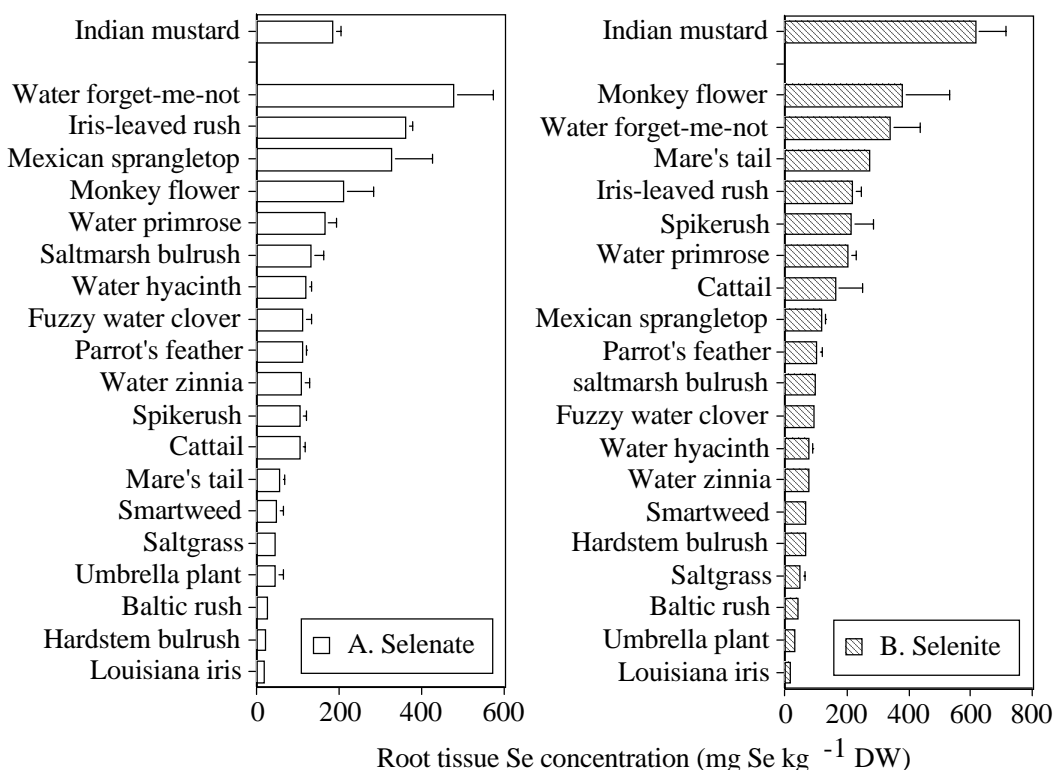 Indian mustard
Water forget-me-not
Iris-leaved rush
Mexican sprangletop
Monkey flower
Water primrose
Saltmarsh bulrush
Water hyacinth
Fuzzy water clover
Parrot's feather
Water zinnia
Spikerush
Cattail
Mare's tail
Smartweed
Saltgrass
Umbrella plant
Baltic rush
Hardstem bulrush
Louisiana iris
A. Selenate
0 200 400 600
Indian mustard
Monkey flower
Water forget-me-not
Mare's tail
Iris-leaved rush
Spikerush
Water primrose
Cattail
Mexican sprangletop
Parrot's feather
saltmarsh bulrush
Fuzzy water clover
Water hyacinth
Water zinnia
Smartweed
Hardstem bulrush
Saltgrass
Baltic rush
Umbrella plant
Louisiana iris
B. Selenite
0 200 400 600 800
Root tissue Se concentration (mg Se kg -1 DW)